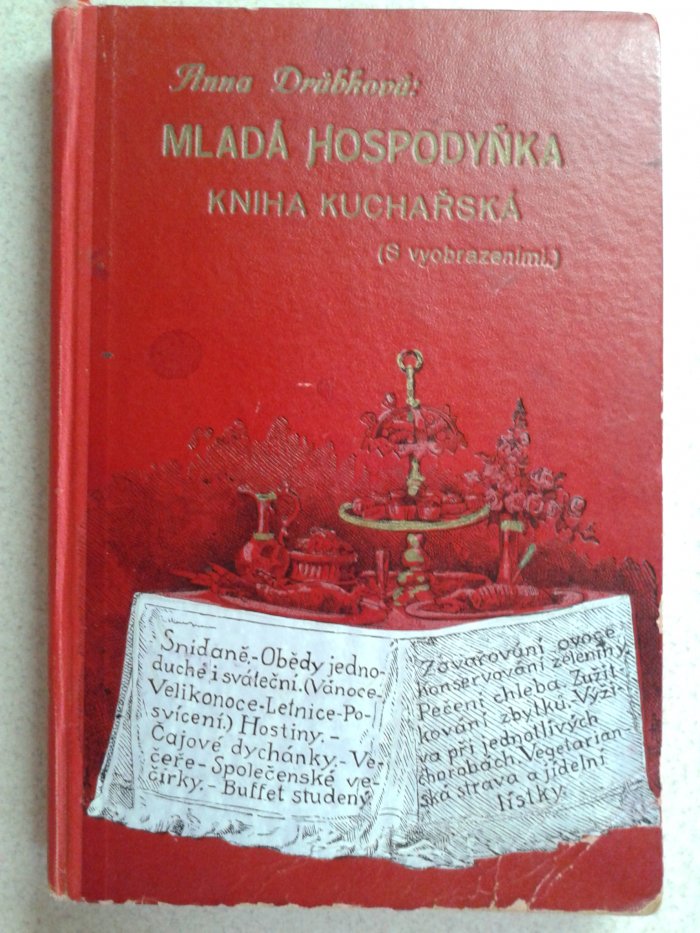 Anna Drábková:
MLADÁ HOSPODYŇKA
KNIHA KUCHAŘSKÁ
(S vyobrazeními.)
Snídaně.-Obědy jedno-
duché i sváteční.(Vánoce-
Velikonoce-Letnice-Po-
svícení.) Hostiny.-
Čajové dychánky.-Ve-
čeře-Společenské ve-
čírky.-Buffet studený.
Zavařování ovoce,
konservování zeleniny.
Pečení chleba. Zužit-
kování zbytků. Výži-
va při jednotlivých
chorobách. Vegetarian-
ská strava a jídelní
lístky.